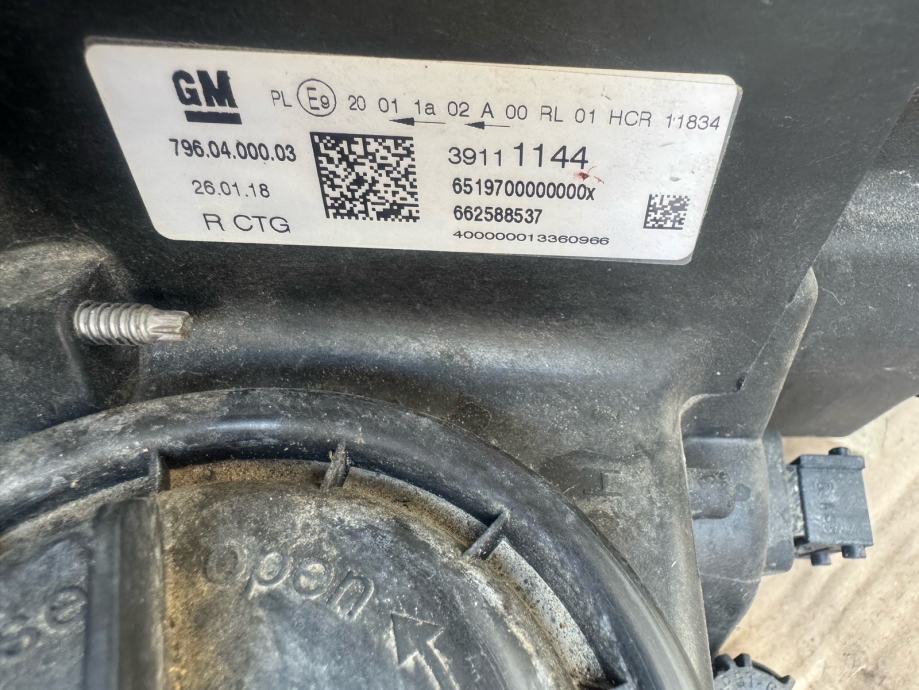 GM
PL E9 20 01 1a 02 A 00 RL 01 HCR 11834
796.04.000.03
39111144
26.01.18
6519700000000x
662588537
R CTG
400000013360966
open
se